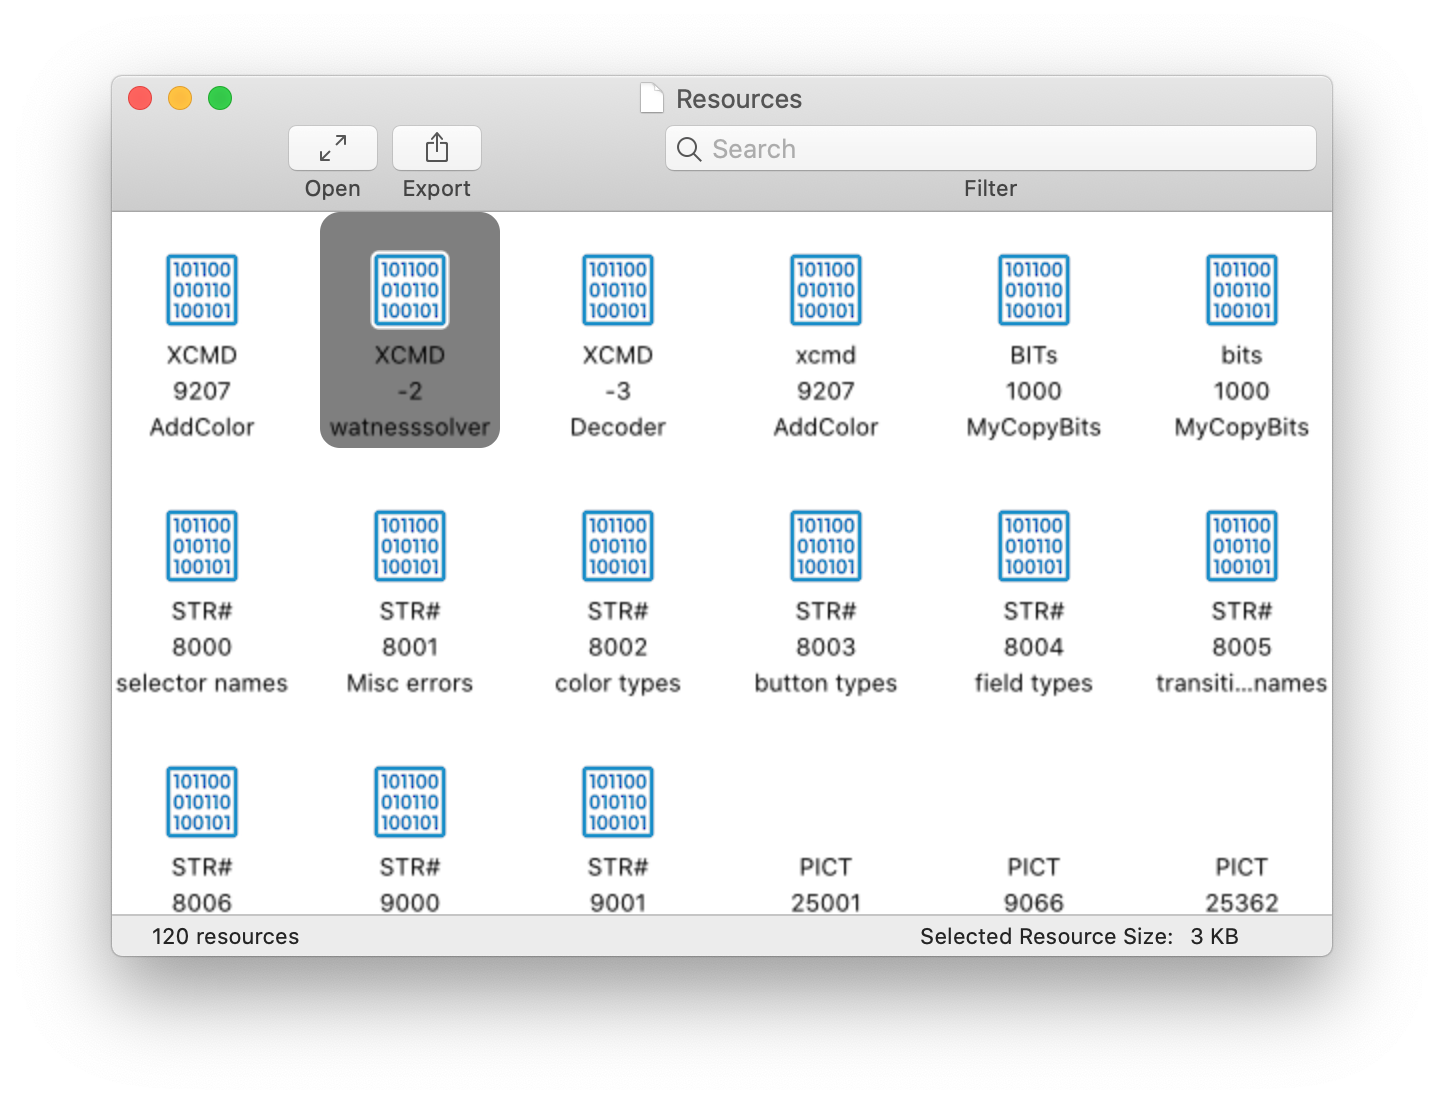 Resources
Search
Open Export Filter
101100 101100 101100 101100 101100 101100
010110 010110 010110 010110 010110 010110
100101 100101 100101 100101 100101 100101
XCMD XCMD XCMD xcmd BITs bits
9207 -2 -3 9207 1000 1000
AddColor watnesssolver Decoder AddColor MyCopyBits MyCopyBits
101100 101100 101100 101100 101100 101100
010110 010110 010110 010110 010110 010110
100101 100101 100101 100101 100101 100101
STR# STR# STR# STR# STR# STR#
8000 8001 8002 8003 8004 8005
selector names Misc errors color types button types field types transiti...names
101100 101100 101100
010110 010110 010110
100101 100101 100101
STR# STR# STR# PICT PICT PICT
8006 9000 9001 25001 9066 25362
120 resources Selected Resource Size: 3 KB